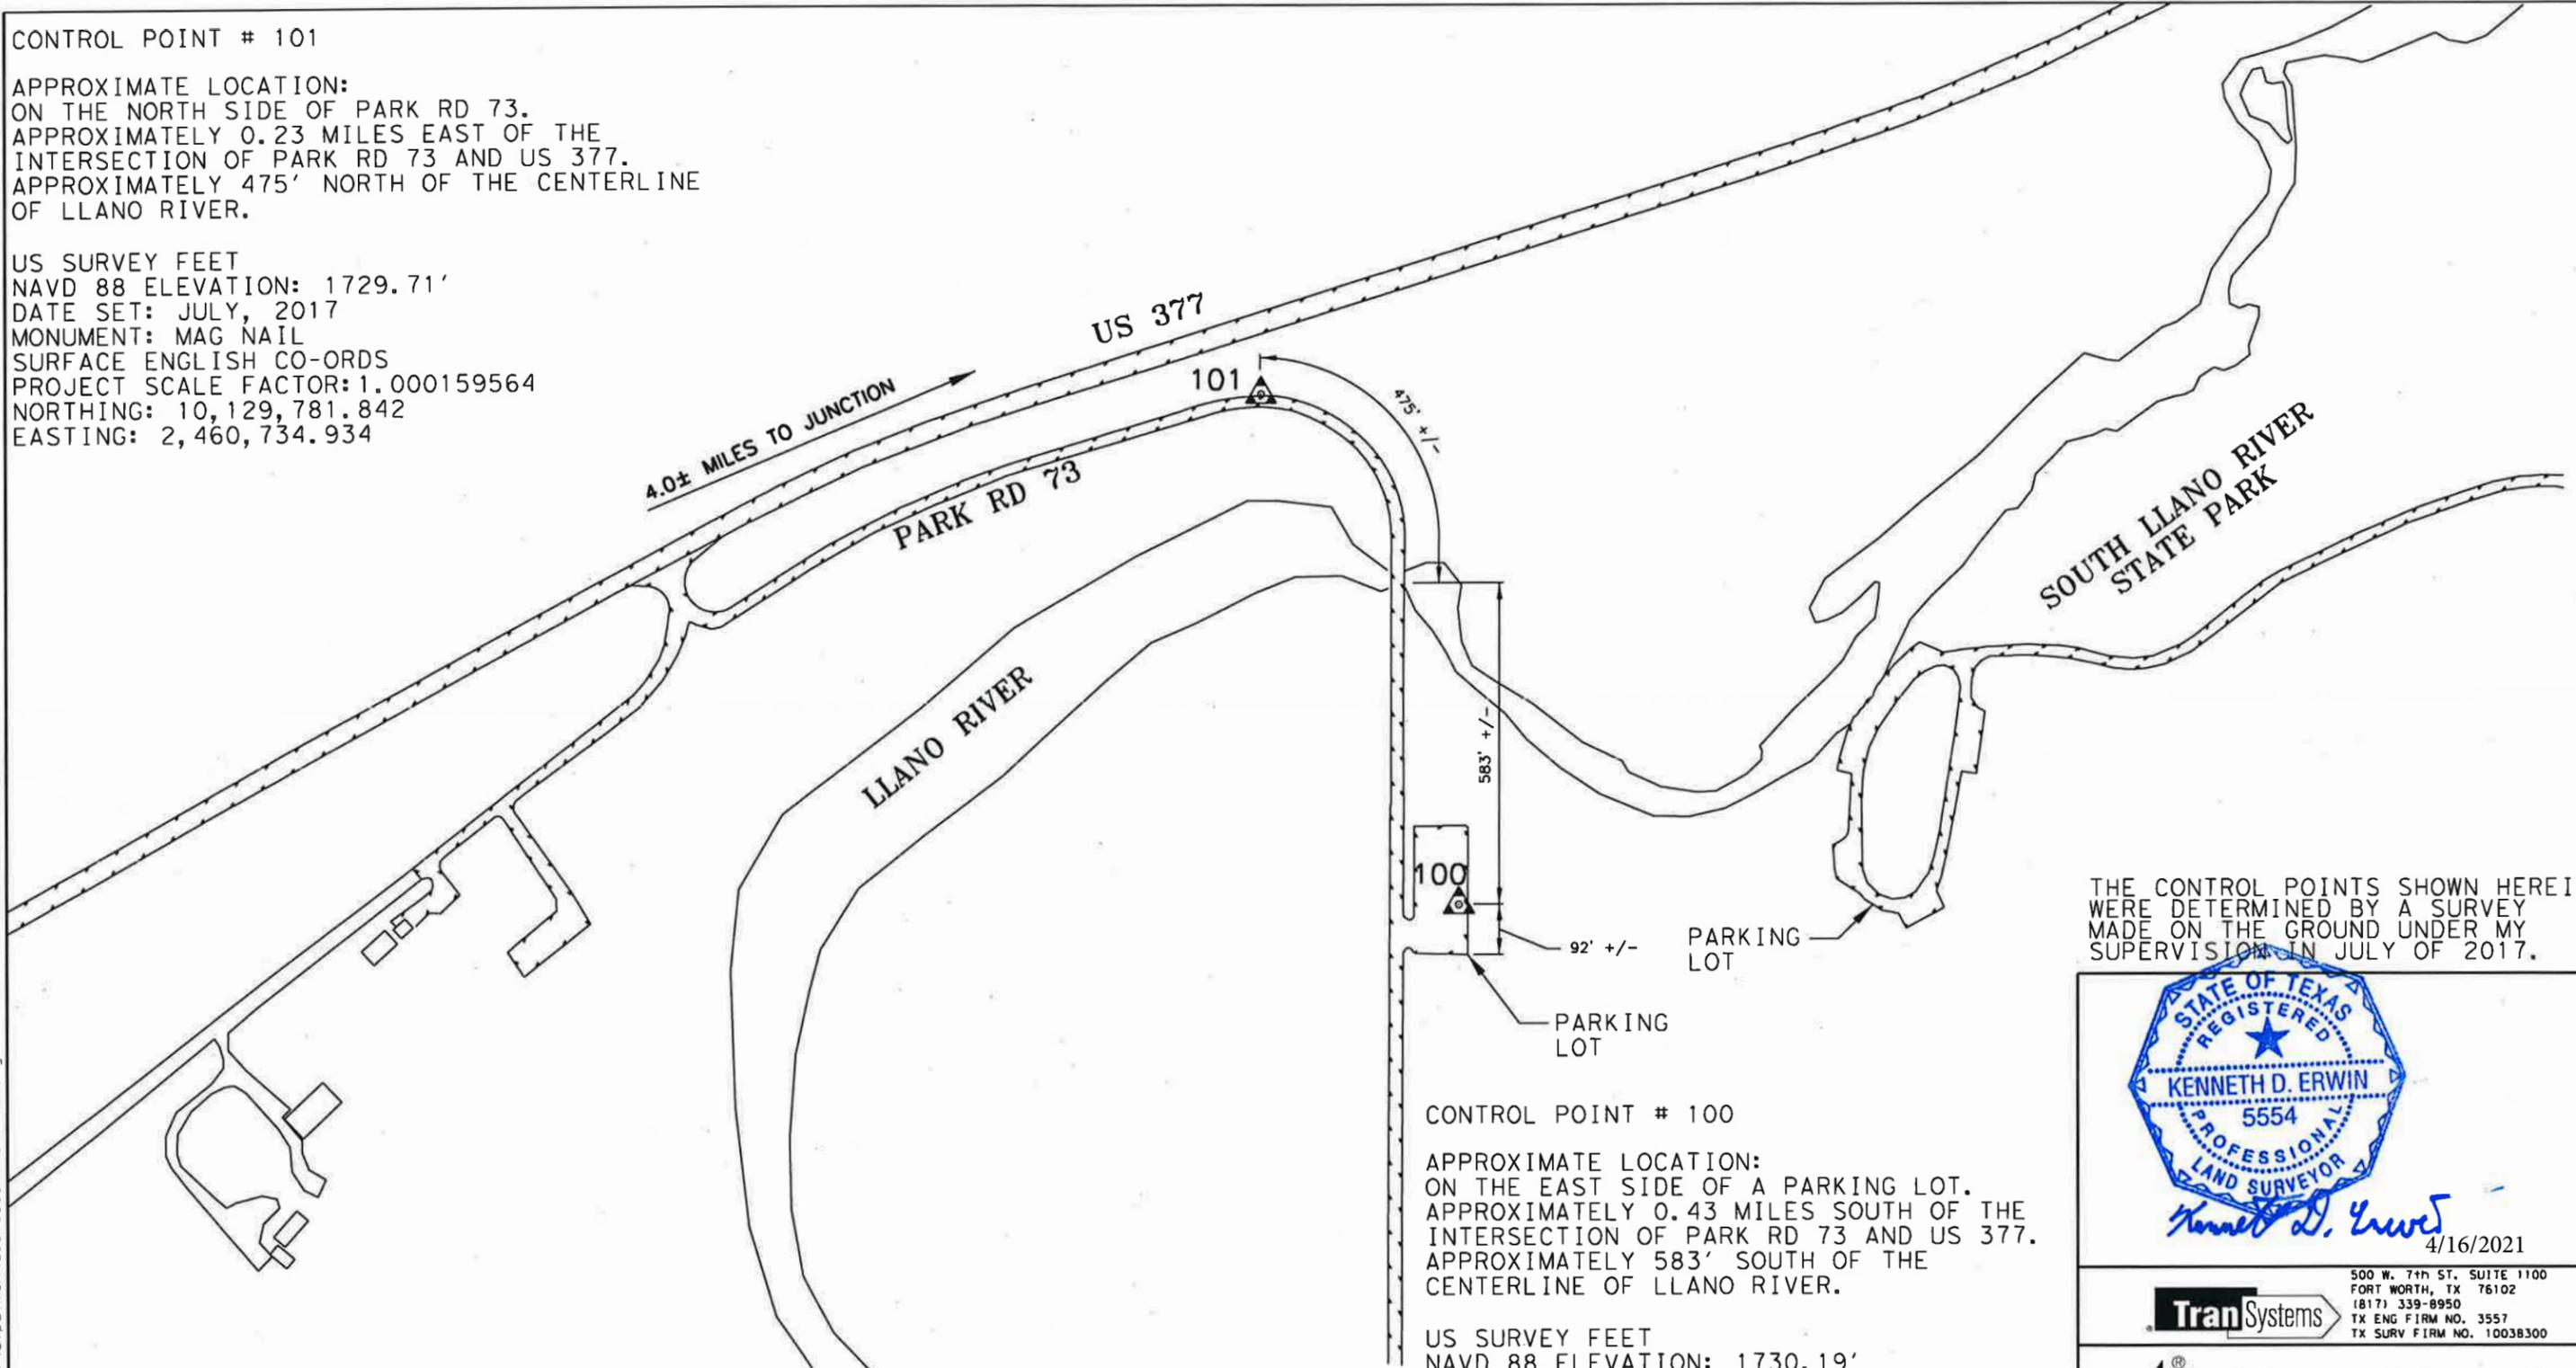 CONTROL POINT # 101
APPROXIMATE LOCATION:
ON THE NORTH SIDE OF PARK RD 73.
APPROXIMATELY 0.23 MILES EAST OF THE
INTERSECTION OF PARK RD 73 AND US 377.
APPROXIMATELY 475' NORTH OF THE CENTERLINE
OF LLANO RIVER.
US SURVEY FEET
NAVD 88 ELEVATION: 1729.71'
DATE SET: JULY, 2017
MONUMENT: MAG NAIL
SURFACE ENGLISH CO-ORDS
PROJECT SCALE FACTOR:1.000159564
NORTHING: 10,129,781.842
EASTING: 2,460,734.934
4.0± MILES TO JUNCTION
US 377
101
475' +/-
PARK RD 73
LLANO RIVER
SOUTH LLANO RIVER
STATE PARK
583' +/-
100
92' +/-
PARKING
LOT
PARKING
LOT
CONTROL POINT # 100
APPROXIMATE LOCATION:
ON THE EAST SIDE OF A PARKING LOT.
APPROXIMATELY 0.43 MILES SOUTH OF THE
INTERSECTION OF PARK RD 73 AND US 377.
APPROXIMATELY 583' SOUTH OF THE
CENTERLINE OF LLANO RIVER.
US SURVEY FEET
NAVD 88 ELEVATION: 1730.19'
THE CONTROL POINTS SHOWN HEREI
WERE DETERMINED BY A SURVEY
MADE ON THE GROUND UNDER MY
SUPERVISION IN JULY OF 2017.
STATE OF TEXAS
REGISTERED
KENNETH D. ERWIN
5554
PROFESSIONAL
LAND SURVEYOR
Kenneth D. Erwin
4/16/2021
TranSystems
500 W. 7th ST. SUITE 1100
FORT WORTH, TX 76102
(817) 339-8950
TX ENG FIRM NO. 3557
TX SURV FIRM NO. 10038300
®